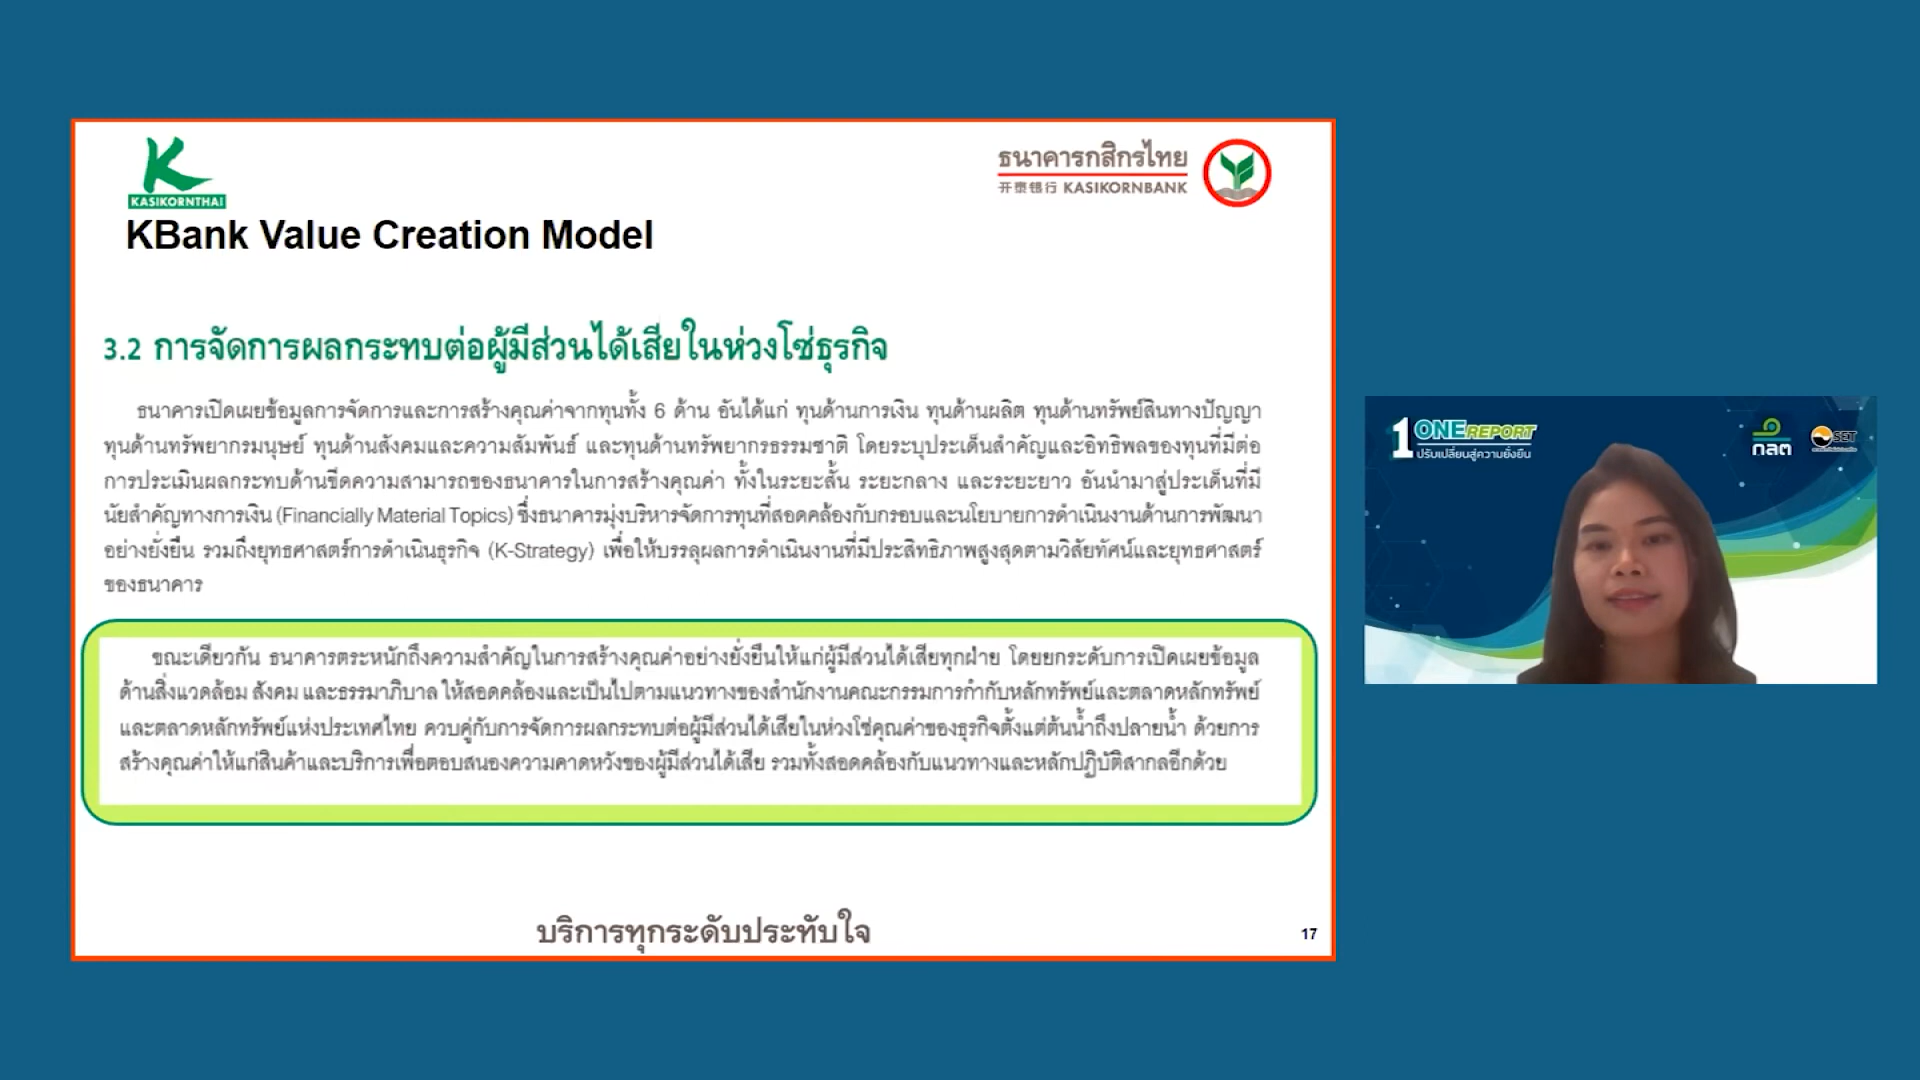 KASIKORNTHAI
ธนาคารกสิกรไทย
开泰银行 KASIKORNBANK
KBank Value Creation Model
3.2 การจัดการผลกระทบต่อผู้มีส่วนได้เสียในห่วงโซ่ธุรกิจ
ธนาคารเปิดเผยข้อมูลการจัดการและการสร้างคุณค่าจากทุนทั้ง 6 ด้าน อันได้แก่ ทุนด้านการเงิน ทุนด้านผลิต ทุนด้านทรัพย์สินทางปัญญา
ทุนด้านทรัพยากรมนุษย์ ทุนด้านสังคมและความสัมพันธ์ และทุนด้านทรัพยากรธรรมชาติ โดยระบุประเด็นสำคัญและอิทธิพลของทุนที่มีต่อ
การประเมินผลกระทบด้านขีดความสามารถของธนาคารในการสร้างคุณค่า ทั้งในระยะสั้น ระยะกลาง และระยะยาว อันนำมาสู่ประเด็นที่มี
นัยสำคัญทางการเงิน (Financially Material Topics) ซึ่งธนาคารมุ่งบริหารจัดการทุนที่สอดคล้องกับกรอบและนโยบายการดำเนินงานด้านการพัฒนา
อย่างยั่งยืน รวมถึงยุทธศาสตร์การดำเนินธุรกิจ (K-Strategy) เพื่อให้บรรลุผลการดำเนินงานที่มีประสิทธิภาพสูงสุดตามวิสัยทัศน์และยุทธศาสตร์
ของธนาคาร
ขณะเดียวกัน ธนาคารตระหนักถึงความสำคัญในการสร้างคุณค่าอย่างยั่งยืนให้แก่ผู้มีส่วนได้เสียทุกฝ่าย โดยยกระดับการเปิดเผยข้อมูล
ด้านสิ่งแวดล้อม สังคม และธรรมาภิบาล ให้สอดคล้องและเป็นไปตามแนวทางของสำนักงานคณะกรรมการกำกับหลักทรัพย์และตลาดหลักทรัพย์
และตลาดหลักทรัพย์แห่งประเทศไทย ควบคู่กับการจัดการผลกระทบต่อผู้มีส่วนได้เสียในห่วงโซ่คุณค่าของธุรกิจตั้งแต่ต้นน้ำถึงปลายน้ำ ด้วยการ
สร้างคุณค่าให้แก่สินค้าและบริการเพื่อตอบสนองความคาดหวังของผู้มีส่วนได้เสีย รวมทั้งสอดคล้องกับแนวทางและหลักปฏิบัติสากลอีกด้วย
บริการทุกระดับประทับใจ
17
1 ONE REPORT
ปรับเปลี่ยนสู่ความยั่งยืน
กลต
SET